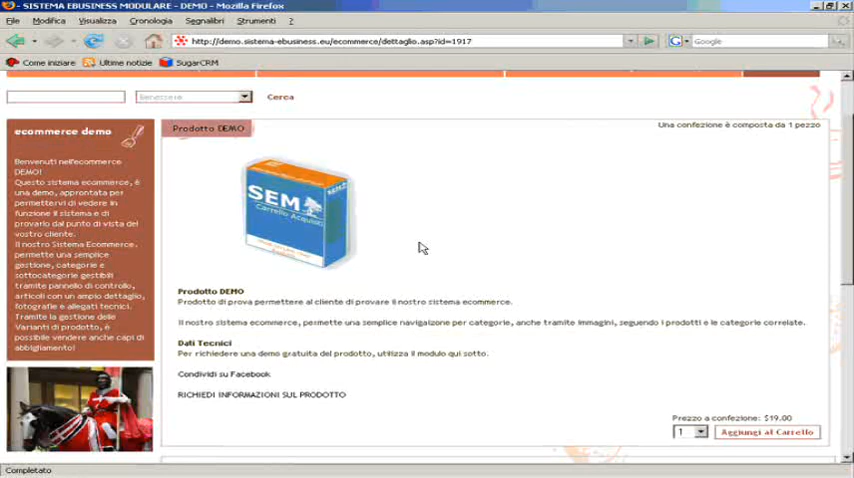 - SISTEMA EBUSINESS MODULARE - DEMO - Mozilla Firefox
File Modifica Visualizza Cronologia Segnalibri Strumenti ?
http://demo.sistema-ebusiness.eu/ecommerce/dettaglio.asp?id=1917
Google
Come iniziare Ultime notizie SugarCRM
Benessere Cerca
ecommerce demo
Benvenuti nell'ecommerce
DEMO!
Questo sistema ecommerce, è
una demo, approntata per
permettervi di vedere in
funzione il sistema e di
provarlo dal punto di vista del
vostro cliente.
Il nostro Sistema Ecommerce.
permette una semplice
gestione, categorie e
sottocategorie gestibili
tramite pannello di controllo,
articoli con un ampio dettaglio,
fotografie e allegati tecnici.
Tramite la gestione delle
Varianti di prodotto, è
possibile vendere anche capi di
abbigliamento!
Prodotto DEMO
Una confezione è composta da 1 pezzo
SEM
Carrello Acquisti
Prodotto DEMO
Prodotto di prova permettere al cliente di provare il nostro sistema ecommerce.
Il nostro sistema ecommerce, permette una semplice navigaizone per categorie, anche tramite immagini, seguendo i prodotti e le categorie correlate.
Dati Tecnici
Per richiedere una demo gratuita del prodotto, utilizza il modulo qui sotto.
Condividi su Facebook
RICHIEDI INFORMAZIONI SUL PRODOTTO
Prezzo a confezione: $19.00
1 Aggiungi al Carrello
Completato